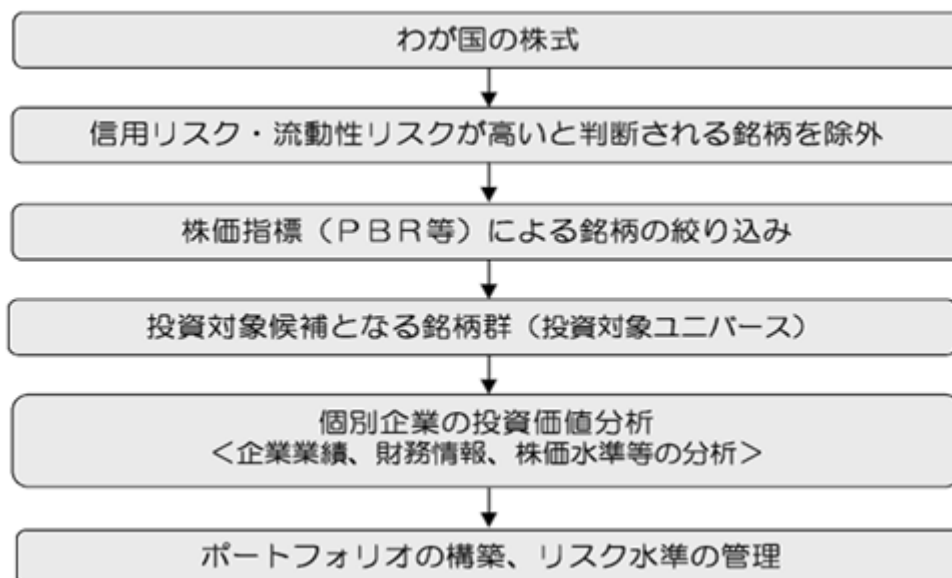 わが国の株式
信用リスク・流動性リスクが高いと判断される銘柄を除外
株価指標（ＰＢＲ等）による銘柄の絞り込み
投資対象候補となる銘柄群（投資対象ユニバース）
個別企業の投資価値分析
＜企業業績、財務情報、株価水準等の分析＞
ポートフォリオの構築、リスク水準の管理